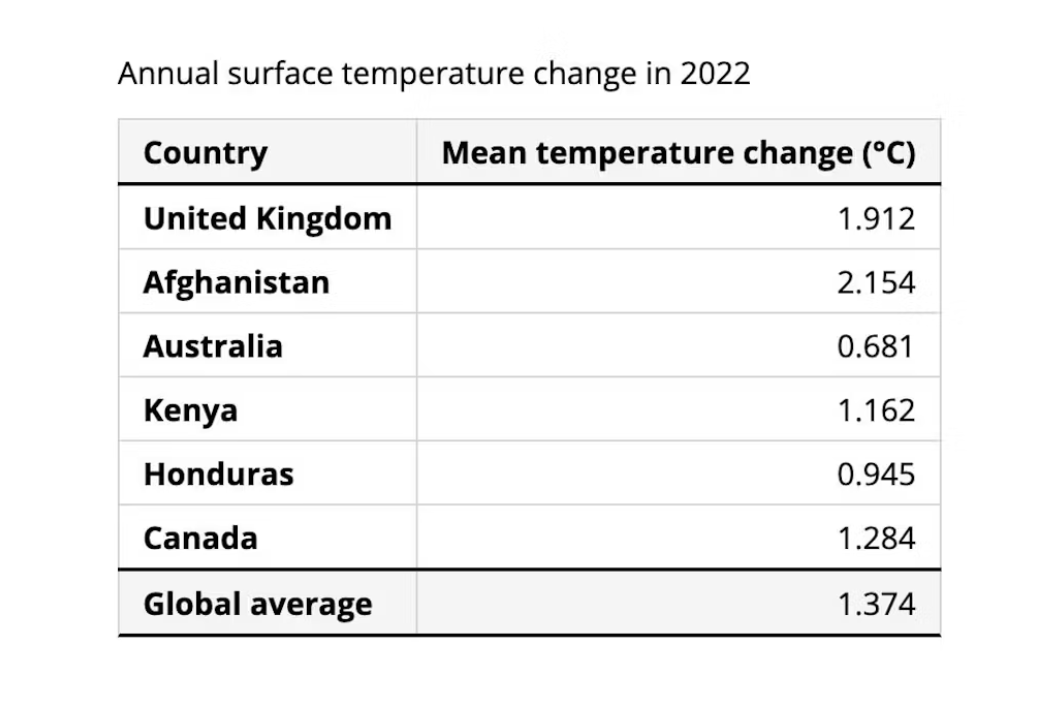 Annual surface temperature change in 2022
Country Mean temperature change (°C)
United Kingdom 1.912
Afghanistan 2.154
Australia 0.681
Kenya 1.162
Honduras 0.945
Canada 1.284
Global average 1.374